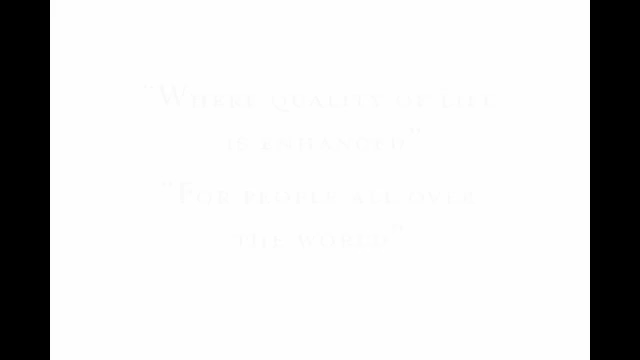 "Where quality of life
is enhanced"
"For people all over
the world"